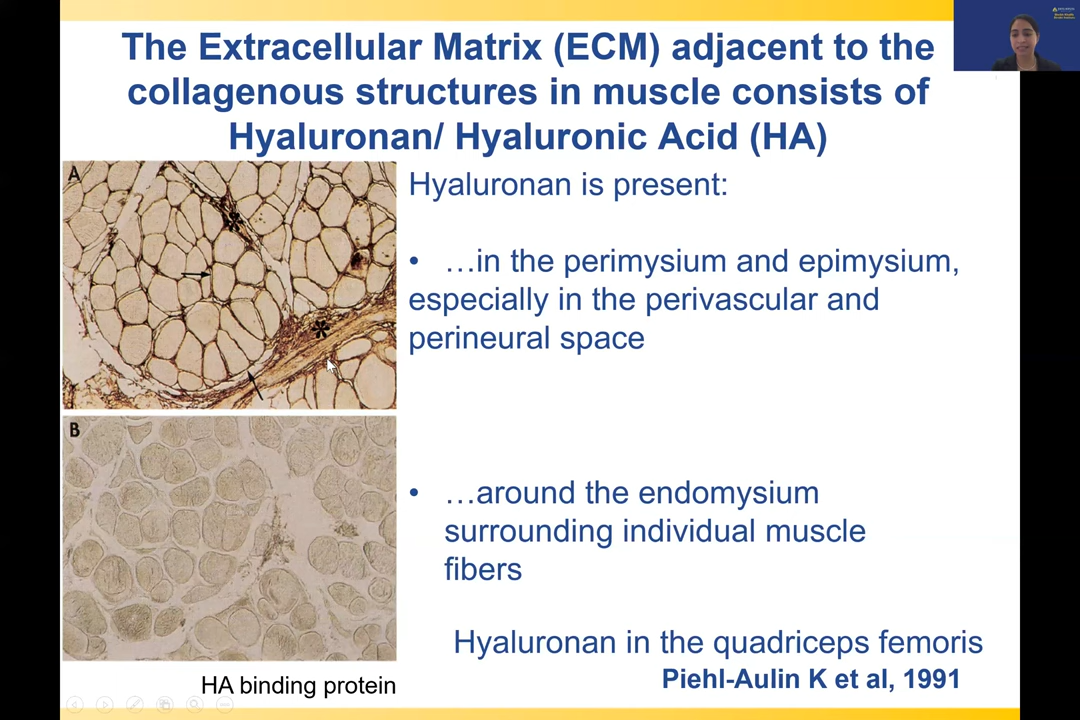 The Extracellular Matrix (ECM) adjacent to the
collagenous structures in muscle consists of
Hyaluronan/ Hyaluronic Acid (HA)
A
*
*
Hyaluronan is present:
• …in the perimysium and epimysium,
especially in the perivascular and
perineural space
B
• …around the endomysium
surrounding individual muscle
fibers
Hyaluronan in the quadriceps femoris
Piehl-Aulin K et al, 1991
HA binding protein